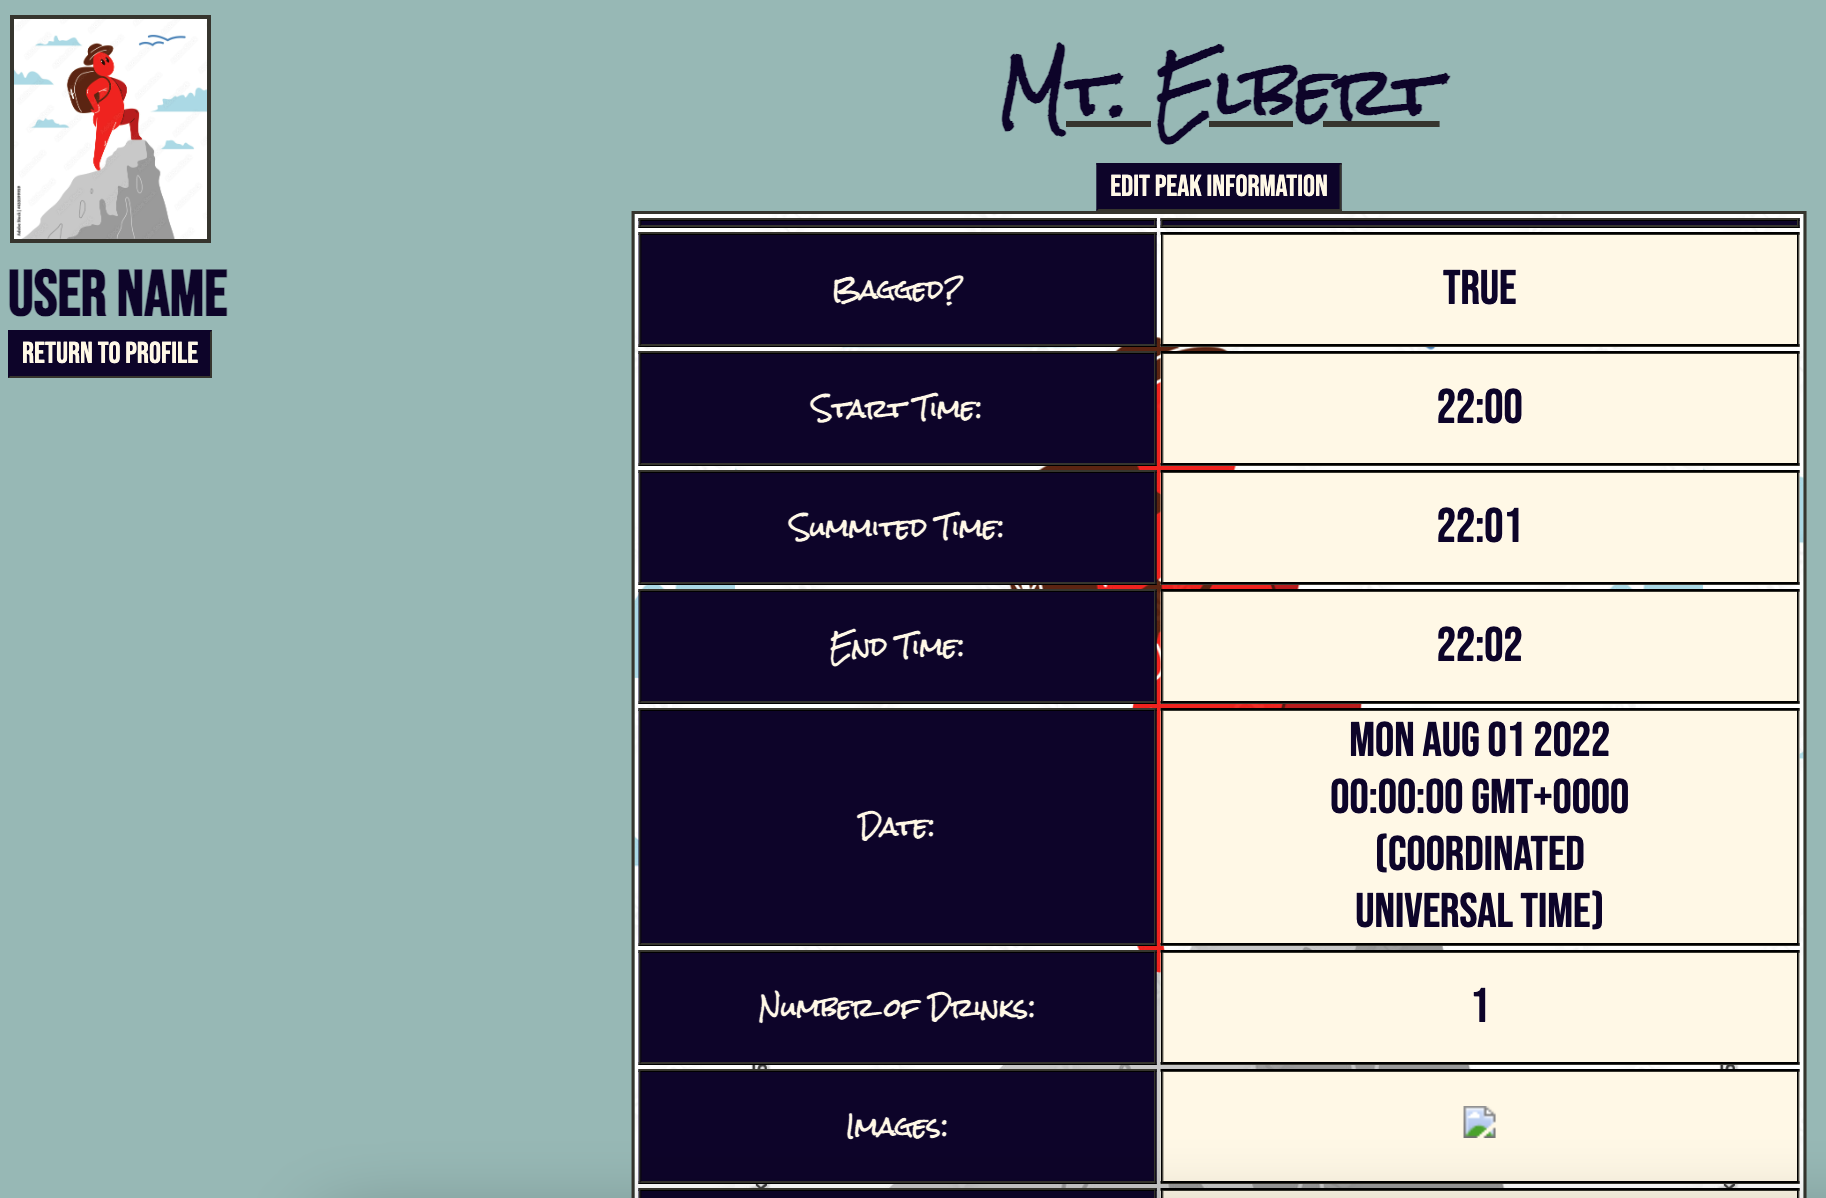 Mt. Elbert
EDIT PEAK INFORMATION
USER NAME
RETURN TO PROFILE
Bagged?
TRUE
Start Time:
22:00
Summited Time:
22:01
End Time:
22:02
Date:
MON AUG 01 2022
00:00:00 GMT+0000
(COORDINATED
UNIVERSAL TIME)
Number of Drinks:
1
Images: